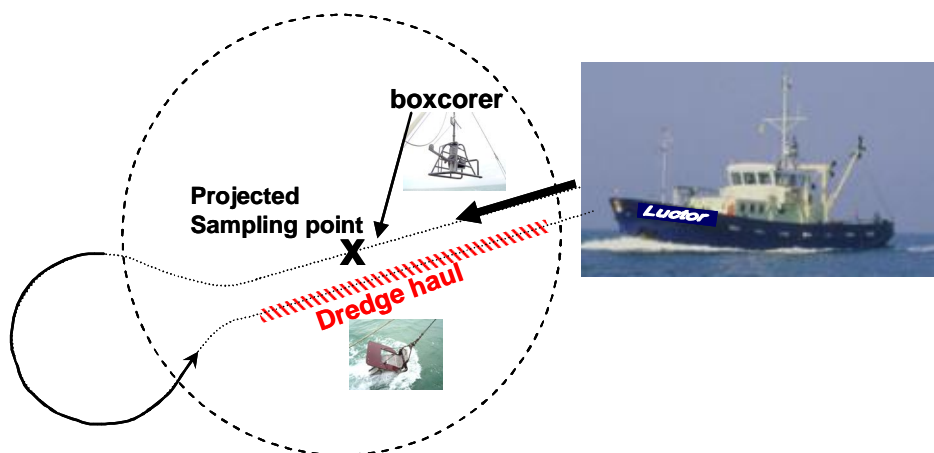 boxcorer
Projected
Sampling point
X
Dredge haul
Luctor